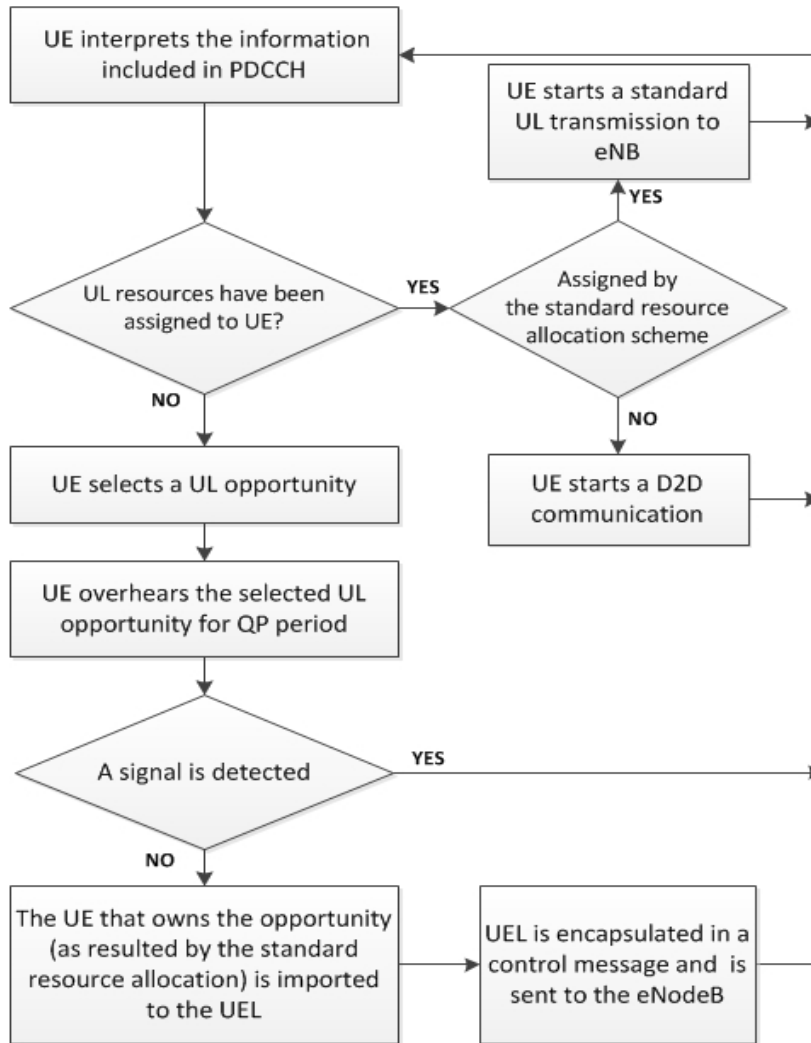 UE interprets the information
included in PDCCH
UE starts a standard
UL transmission to
eNB
YES
UL resources have been
assigned to UE?
YES
Assigned by
the standard resource
allocation scheme
NO
NO
UE selects a UL opportunity
UE starts a D2D
communication
UE overhears the selected UL
opportunity for QP period
A signal is detected
YES
NO
The UE that owns the opportunity
(as resulted by the standard
resource allocation) is imported
to the UEL
UEL is encapsulated in a
control message and is
sent to the eNodeB